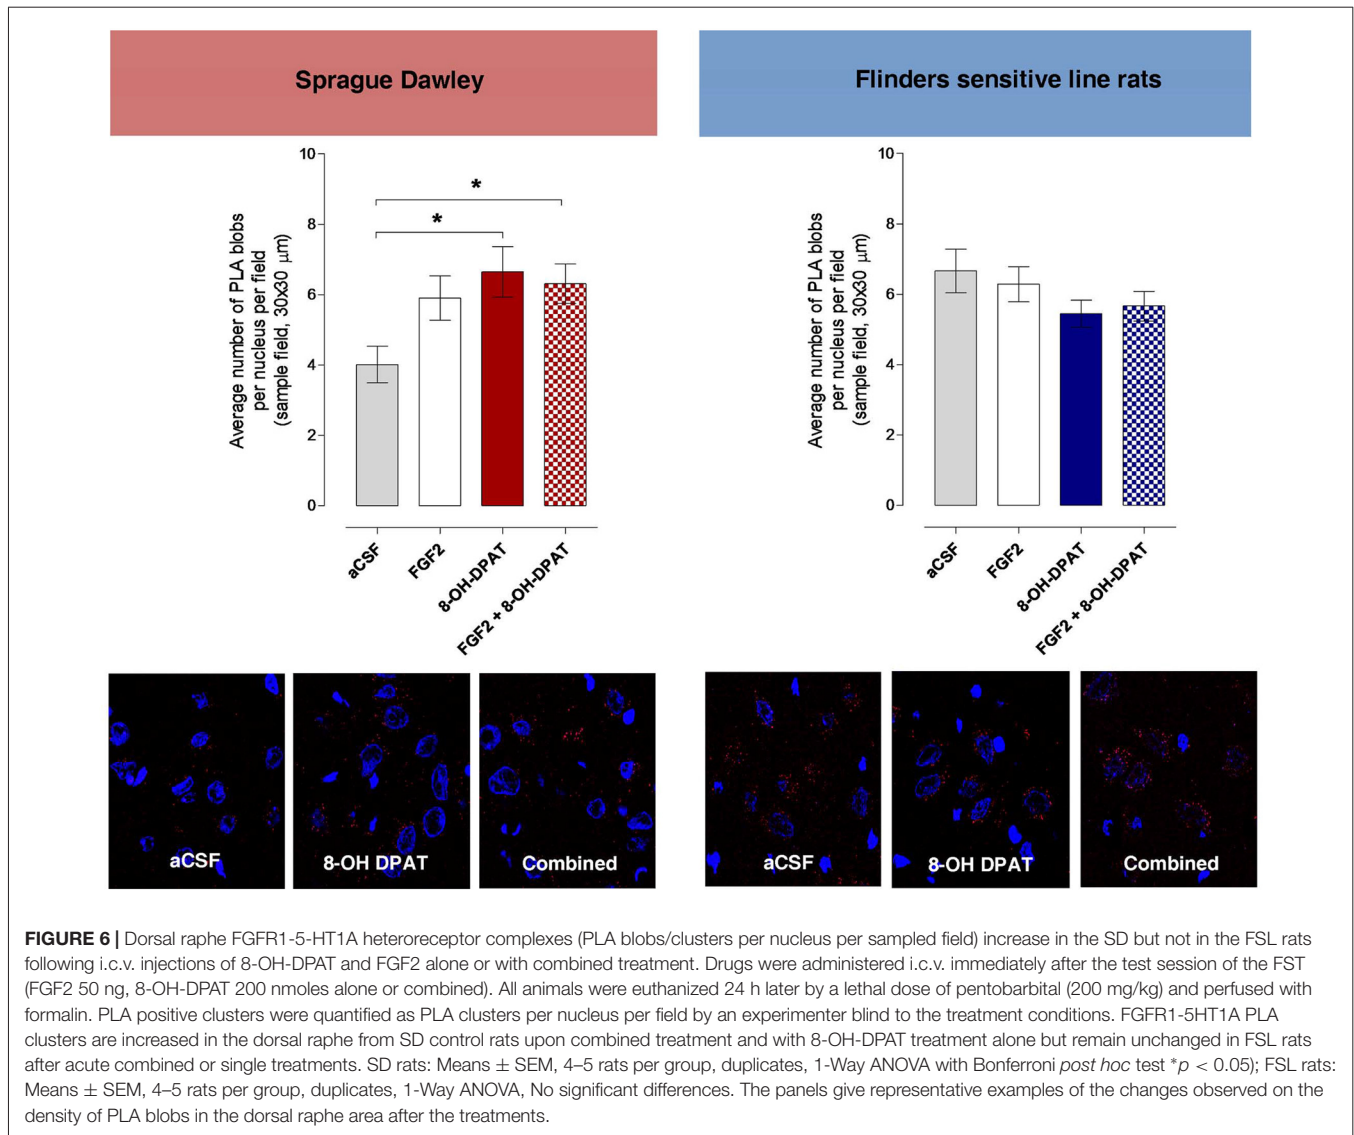 Sprague Dawley
Flinders sensitive line rats
Average number of PLA blobs
per nucleus per field
(sample field, 30x30 μm)
10
8
6
4
2
0
*
*
aCSF
FGF2
8-OH-DPAT
FGF2 + 8-OH-DPAT
Average number of PLA blobs
per nucleus per field
(sample field, 30x30 μm)
10
8
6
4
2
0
aCSF
FGF2
8-OH-DPAT
FGF2 + 8-OH-DPAT
aCSF
8-OH DPAT
Combined
aCSF
8-OH DPAT
Combined
FIGURE 6 | Dorsal raphe FGFR1-5-HT1A heteroreceptor complexes (PLA blobs/clusters per nucleus per sampled field) increase in the SD but not in the FSL rats
following i.c.v. injections of 8-OH-DPAT and FGF2 alone or with combined treatment. Drugs were administered i.c.v. immediately after the test session of the FST
(FGF2 50 ng, 8-OH-DPAT 200 nmoles alone or combined). All animals were euthanized 24 h later by a lethal dose of pentobarbital (200 mg/kg) and perfused with
formalin. PLA positive clusters were quantified as PLA clusters per nucleus per field by an experimenter blind to the treatment conditions. FGFR1-5HT1A PLA
clusters are increased in the dorsal raphe from SD control rats upon combined treatment and with 8-OH-DPAT treatment alone but remain unchanged in FSL rats
after acute combined or single treatments. SD rats: Means ± SEM, 4–5 rats per group, duplicates, 1-Way ANOVA with Bonferroni post hoc test *p < 0.05); FSL rats:
Means ± SEM, 4–5 rats per group, duplicates, 1-Way ANOVA, No significant differences. The panels give representative examples of the changes observed on the
density of PLA blobs in the dorsal raphe area after the treatments.